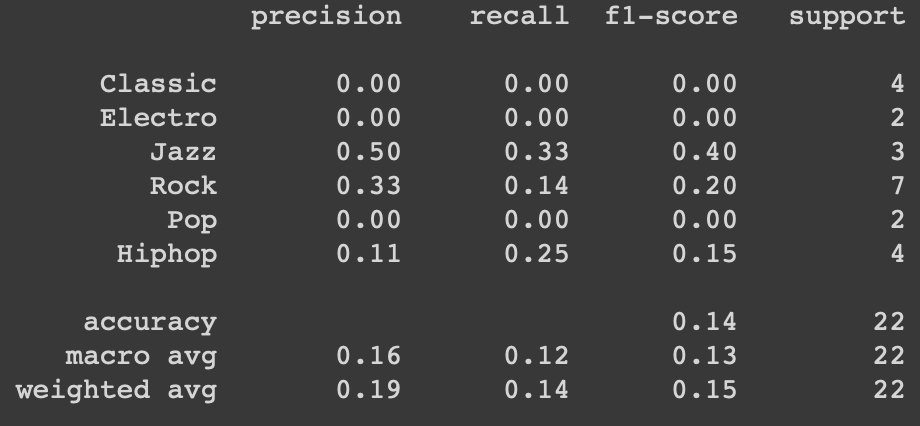 precision recall f1-score support
Classic 0.00 0.00 0.00 4
Electro 0.00 0.00 0.00 2
Jazz 0.50 0.33 0.40 3
Rock 0.33 0.14 0.20 7
Pop 0.00 0.00 0.00 2
Hiphop 0.11 0.25 0.15 4
accuracy 0.14 22
macro avg 0.16 0.12 0.13 22
weighted avg 0.19 0.14 0.15 22